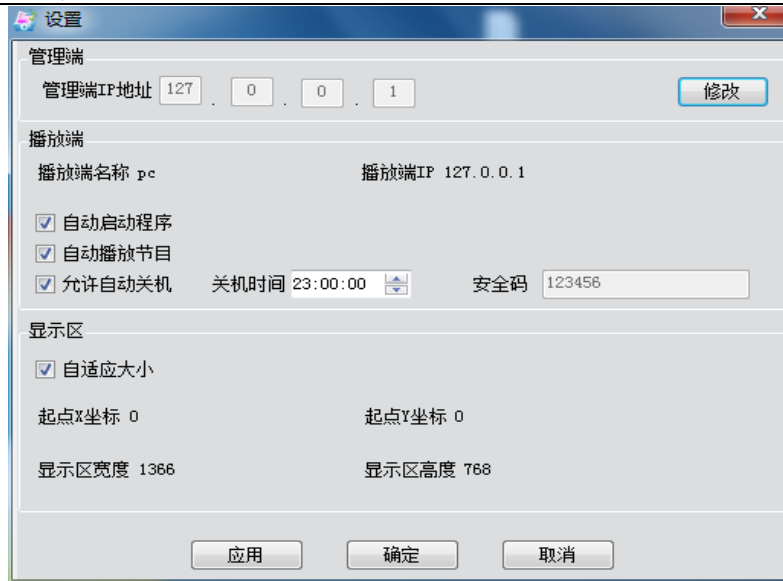 设置
管理端
管理端IP地址 127 . 0 . 0 . 1 修改
播放端
播放端名称 pc 播放端IP 127.0.0.1
自动启动程序
自动播放节目
允许自动关机 关机时间 23:00:00 安全码 123456
显示区
自适应大小
起点X坐标 0 起点Y坐标 0
显示区宽度 1366 显示区高度 768
应用 确定 取消